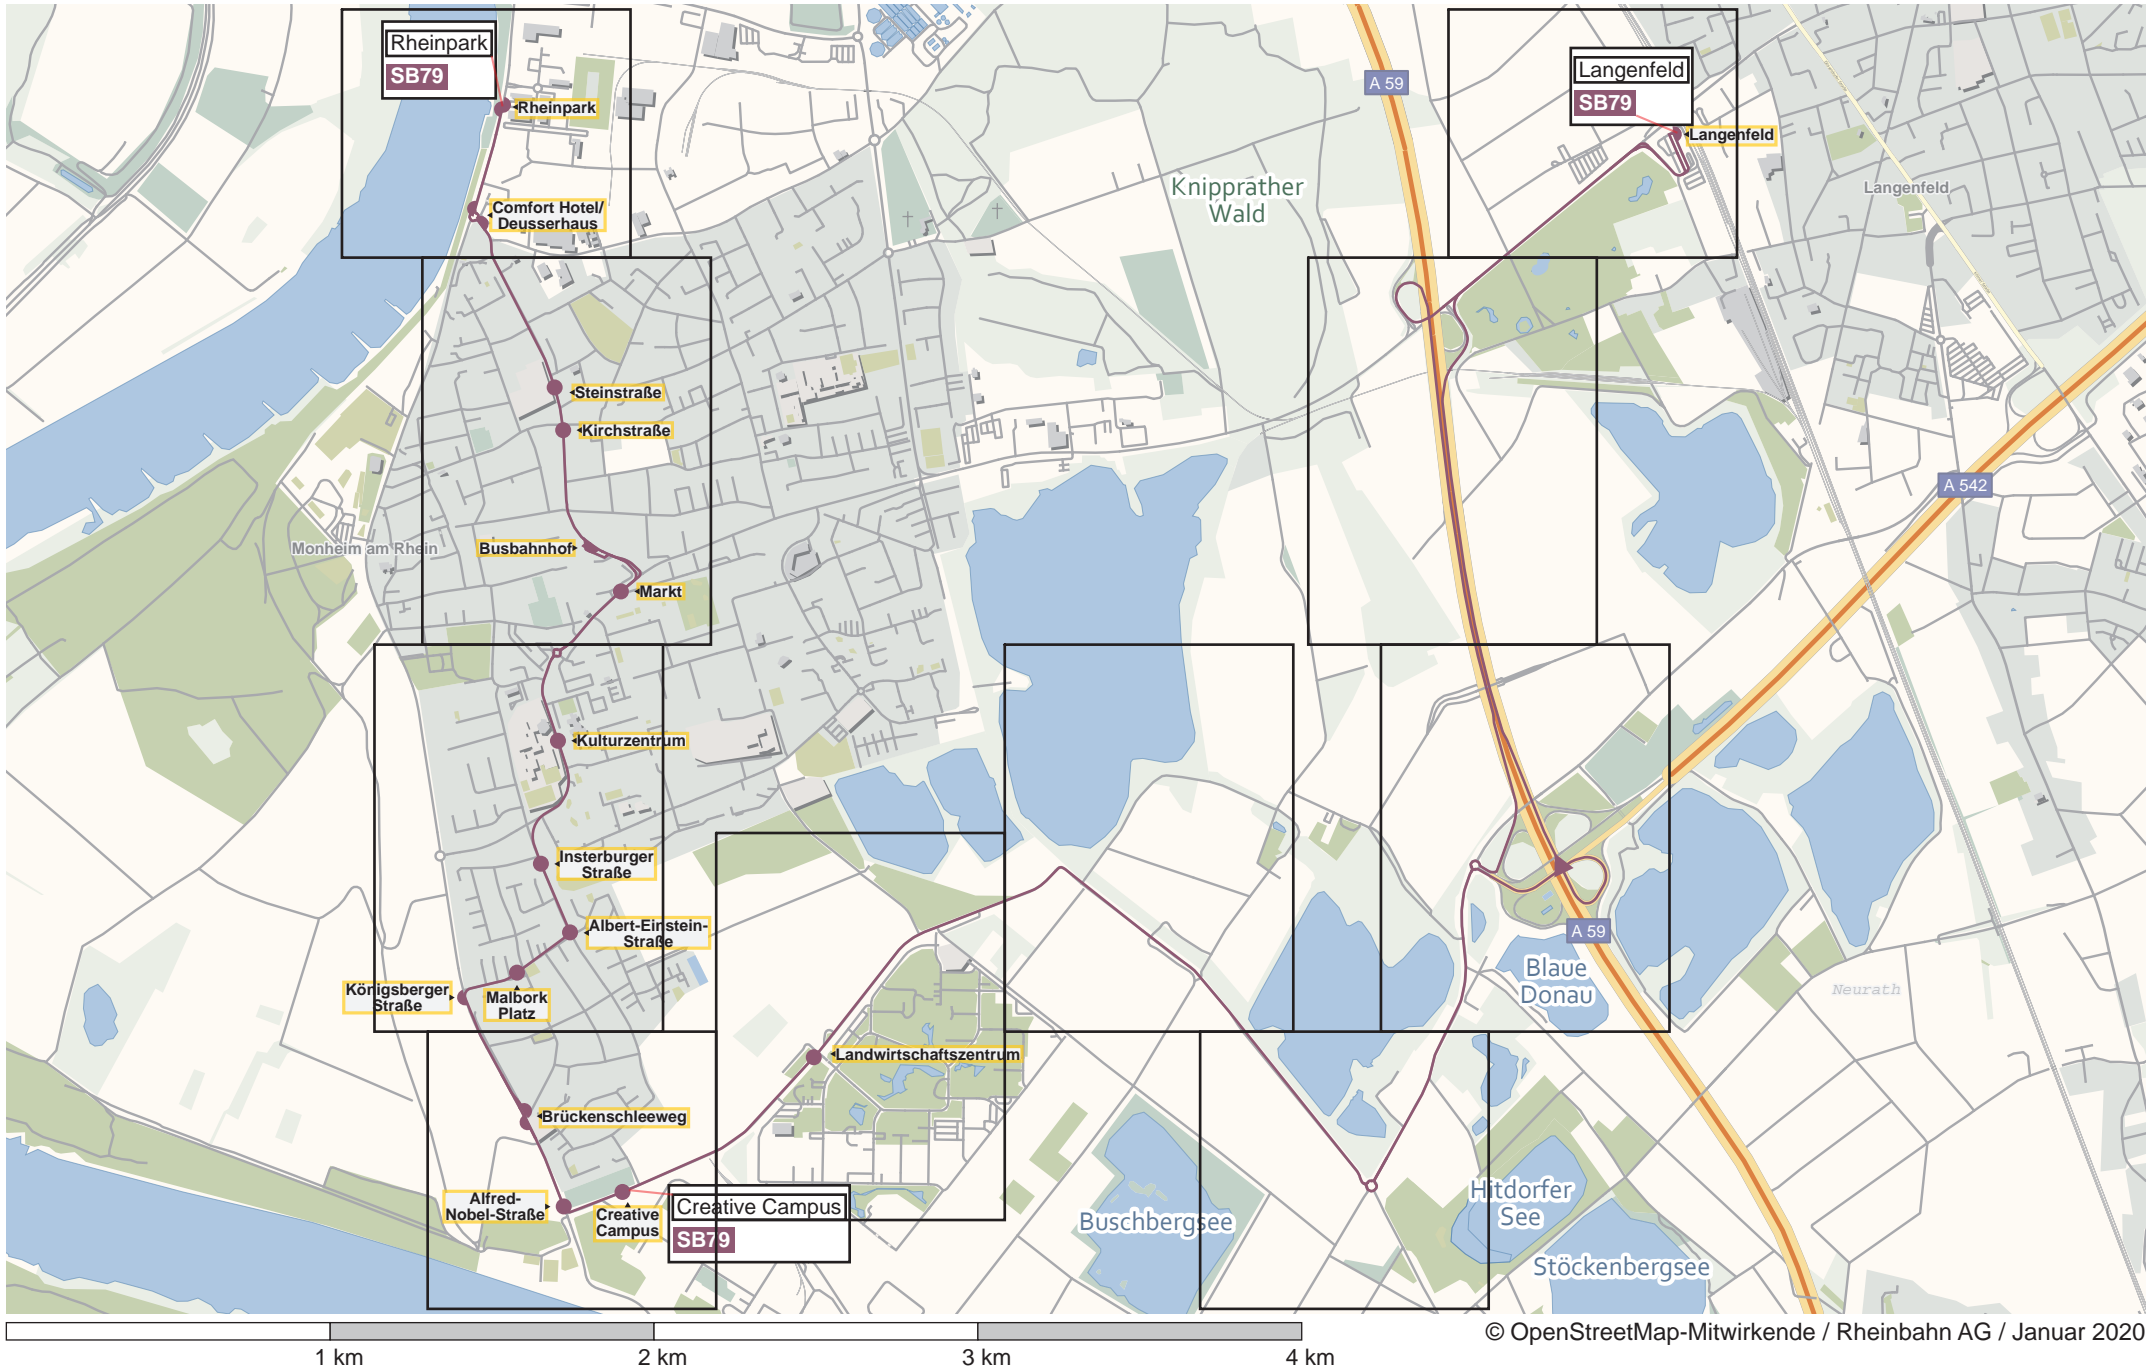 Rheinpark
SB79
Rheinpark
A 59
Langenfeld
SB79
Langenfeld
Knipprather
Wald
Langenfeld
Comfort Hotel/
Deusserhaus
Steinstraße
Kirchstraße
A 542
Monheim am Rhein
Busbahnhof
Markt
Kulturzentrum
Insterburger
Straße
Albert-Einstein-
Straße
A 59
Königsberger
Straße
Malbork
Platz
Blaue
Donau
Neurath
Landwirtschaftszentrum
Brückenschleeweg
Alfred-
Nobel-Straße
Creative
Campus
Creative Campus
SB79
Buschbergsee
Hitdorfer
See
Stöckenbergsee
1 km
2 km
3 km
4 km
© OpenStreetMap-Mitwirkende / Rheinbahn AG / Januar 2020